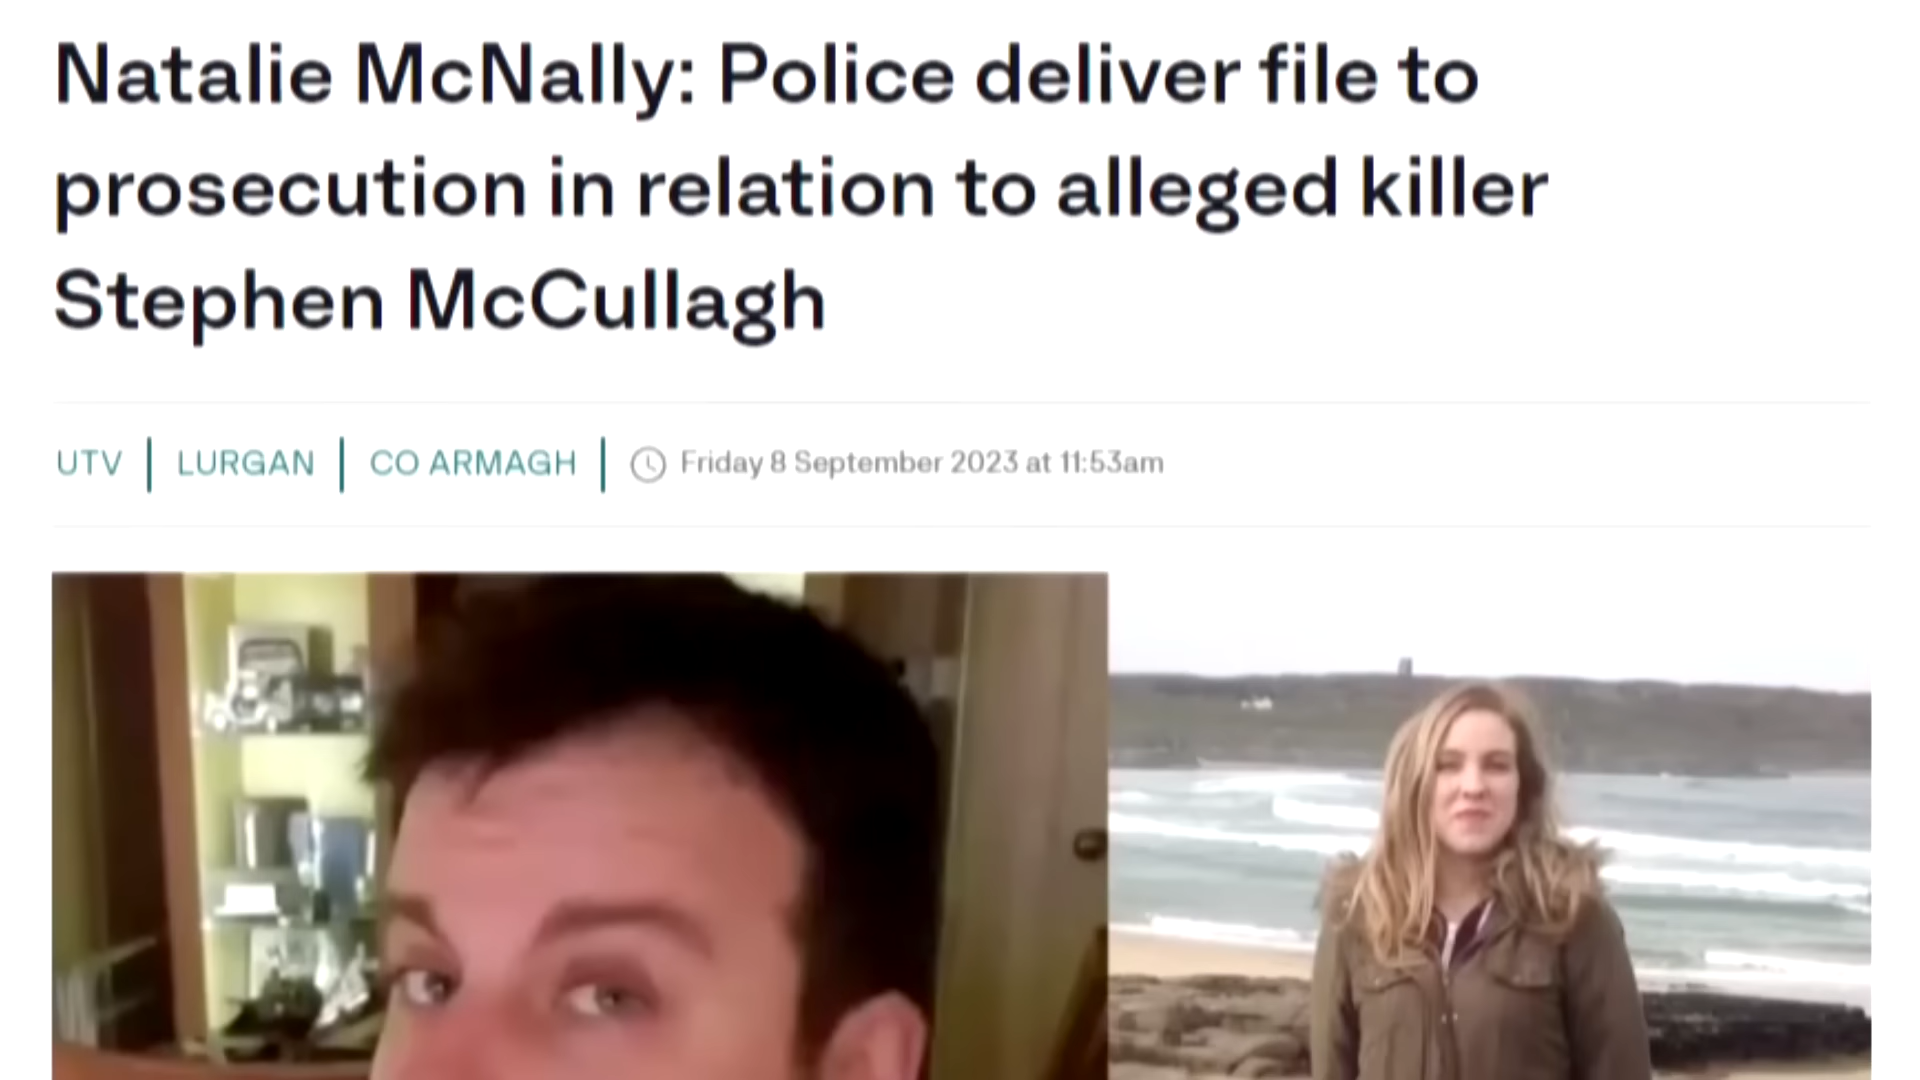 Natalie McNally: Police deliver file to
prosecution in relation to alleged killer
Stephen McCullagh
UTV | LURGAN | CO ARMAGH | Friday 8 September 2023 at 11:53am